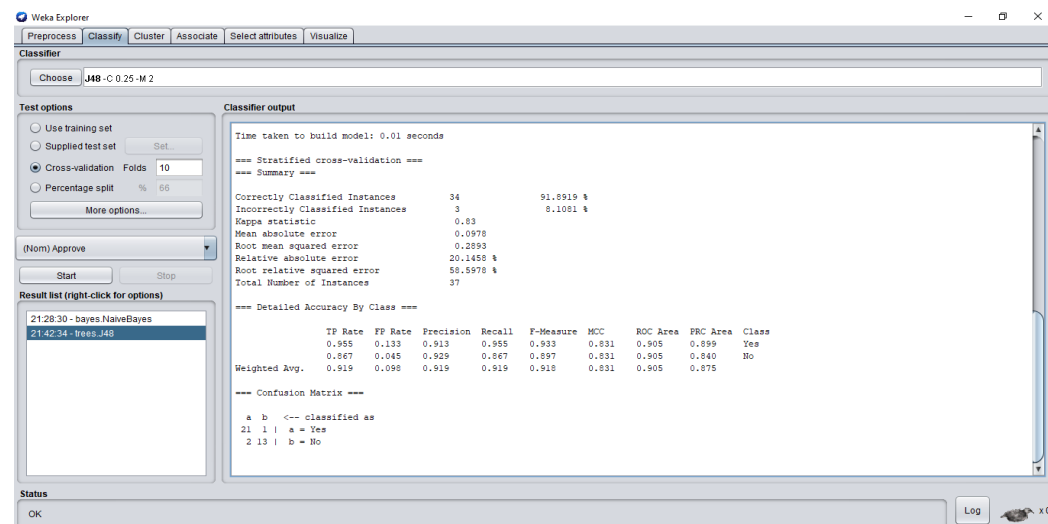 Weka Explorer
Preprocess Classify Cluster Associate Select attributes Visualize
Classifier
Choose J48 -C 0.25 -M 2
Test options
Use training set
Supplied test set Set...
Cross-validation Folds 10
Percentage split % 66
More options...
(Nom) Approve
Start Stop
Result list (right-click for options)
21:28:30 - bayes.NaiveBayes
21:42:34 - trees.J48
Classifier output
Time taken to build model: 0.01 seconds
=== Stratified cross-validation ===
=== Summary ===
Correctly Classified Instances 34 91.8919 %
Incorrectly Classified Instances 3 8.1081 %
Kappa statistic 0.83
Mean absolute error 0.0978
Root mean squared error 0.2893
Relative absolute error 20.1458 %
Root relative squared error 58.5978 %
Total Number of Instances 37
=== Detailed Accuracy By Class ===
TP Rate FP Rate Precision Recall F-Measure MCC ROC Area PRC Area Class
0.955 0.133 0.913 0.955 0.933 0.831 0.905 0.899 Yes
0.867 0.045 0.929 0.867 0.897 0.831 0.905 0.840 No
Weighted Avg. 0.919 0.098 0.919 0.919 0.918 0.831 0.905 0.875
=== Confusion Matrix ===
a b <-- classified as
21 1 | a = Yes
2 13 | b = No
Status
OK
Log x 0